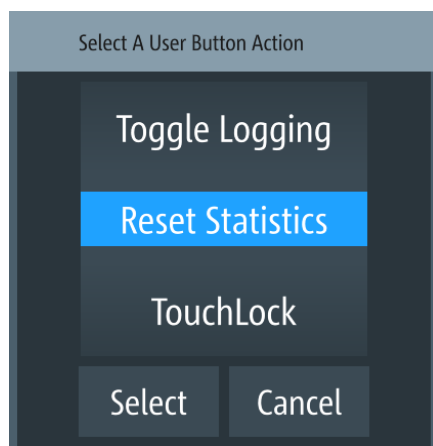 Select A User Button Action
Toggle Logging
Reset Statistics
TouchLock
Select Cancel